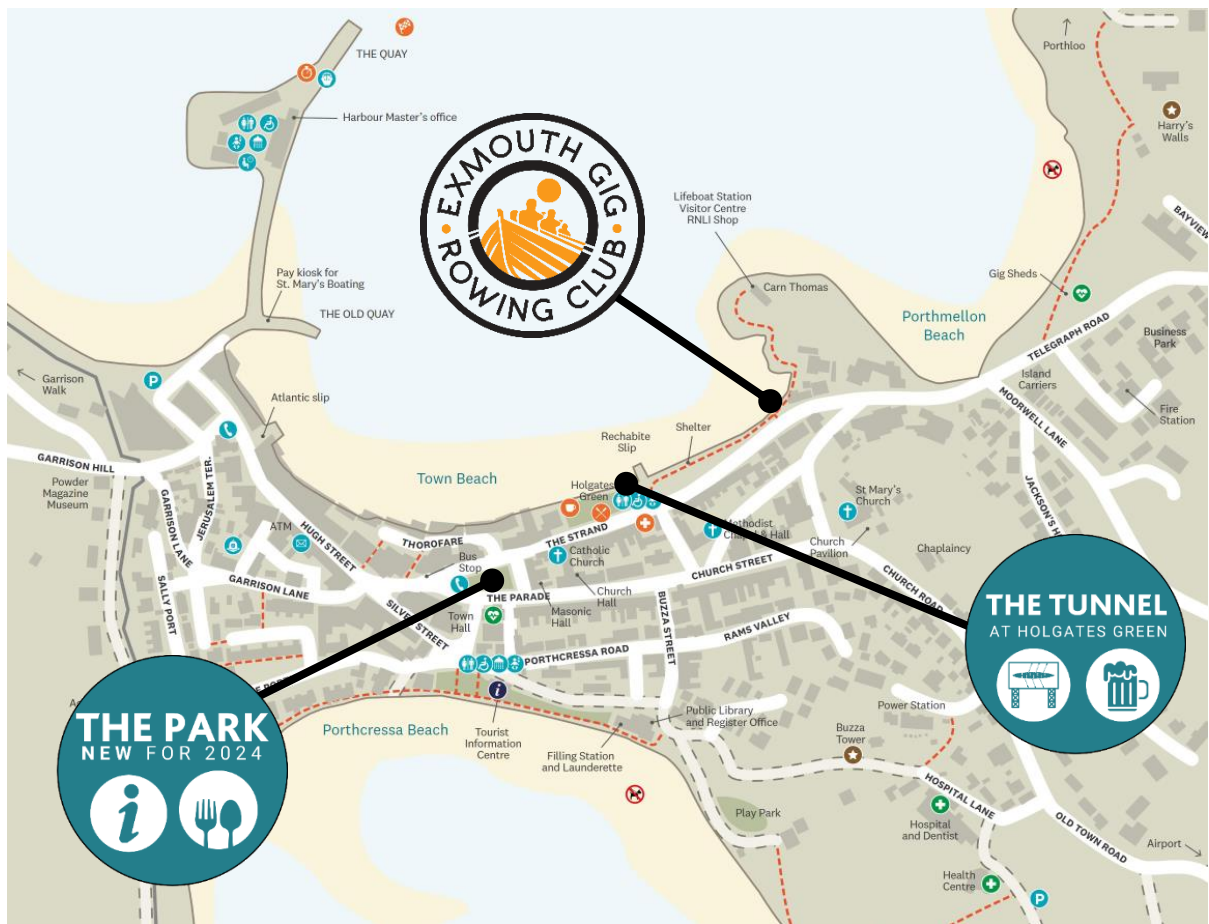 THE QUAY
Harbour Master's office
Porthloo
Harry's
Walls
EXMOUTH GIG
ROWING CLUB
Lifeboat Station
Visitor Centre
RNLI Shop
BAYVIEW
Pay kiosk for
St. Mary's Boating
THE OLD QUAY
Carn Thomas
Gig Sheds
Porthmellon
Beach
TELEGRAPH ROAD
Business
Park
Garrison
Walk
P
Atlantic slip
Island
Carriers
MOORWELL LANE
Fire
Station
Rechabite
Slip
Shelter
GARRISON HILL
Powder
Magazine
Museum
JERUSALEM TER.
GARRISON LANE
Town Beach
Holgates
Green
St Mary's
Church
JACKSON'S
ATM
HUGH STREET
THOROFARE
THE STRAND
Methodist
Chapel & Hall
Church
Pavilion
Chaplaincy
Bus
Stop
Catholic
Church
SALLY PORT
GARRISON LANE
CHURCH STREET
CHURCH ROAD
THE PARADE
Church
Hall
Town
Hall
Masonic
Hall
SILVER STREET
BUZZA STREET
RAMS VALLEY
THE TUNNEL
AT HOLGATES GREEN
PORTHCRESSA ROAD
i
THE PARK
NEW FOR 2024
i
Porthcressa Beach
Tourist
Information
Centre
Public Library
and Register Office
Power Station
Buzza
Tower
Filling Station
and Launderette
HOSPITAL LANE
Play Park
Hospital
and Dentist
OLD TOWN ROAD
Airport
Health
Centre
P